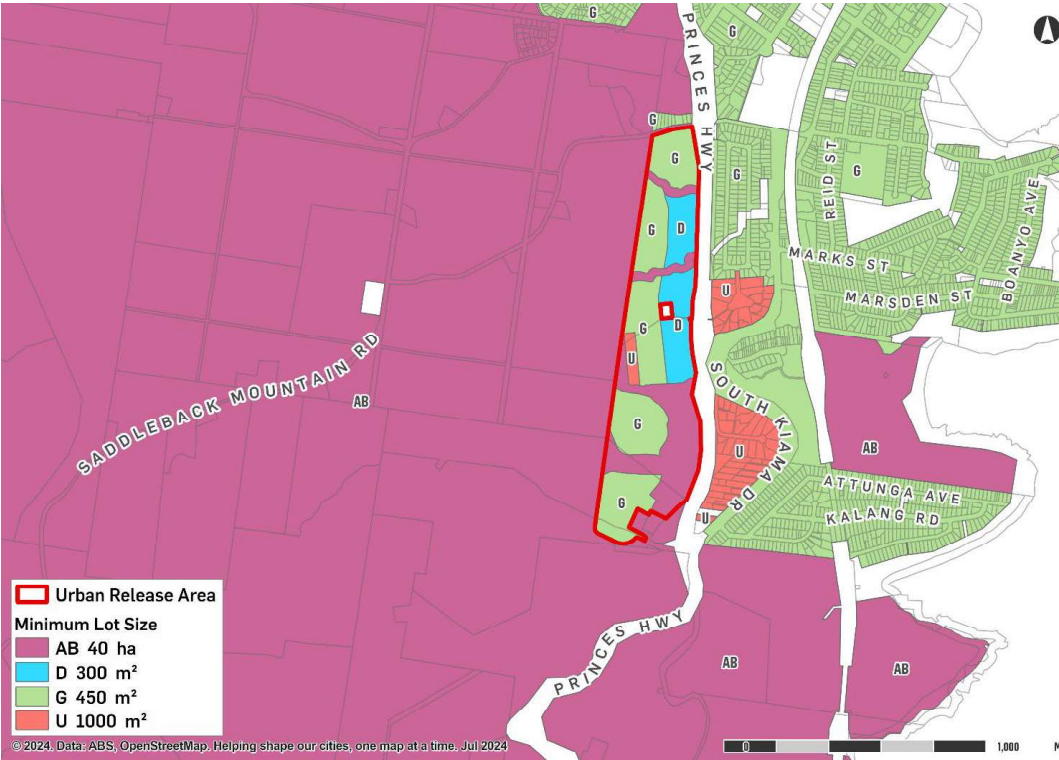 G
PRINCES HWY
G
G
G
G
REID ST
G
BOANYO AVE
G
D
MARKS ST
U
MARSDEN ST
G
D
U
SOUTH KIAMA DR
SADDLEBACK MOUNTAIN RD
AB
G
U
AB
ATTUNGA AVE
KALANG RD
G
U
PRINCES HWY
AB
AB
Urban Release Area
Minimum Lot Size
AB 40 ha
D 300 m²
G 450 m²
U 1000 m²
© 2024. Data: ABS, OpenStreetMap. Helping shape our cities, one map at a time. Jul 2024
0
1,000
M